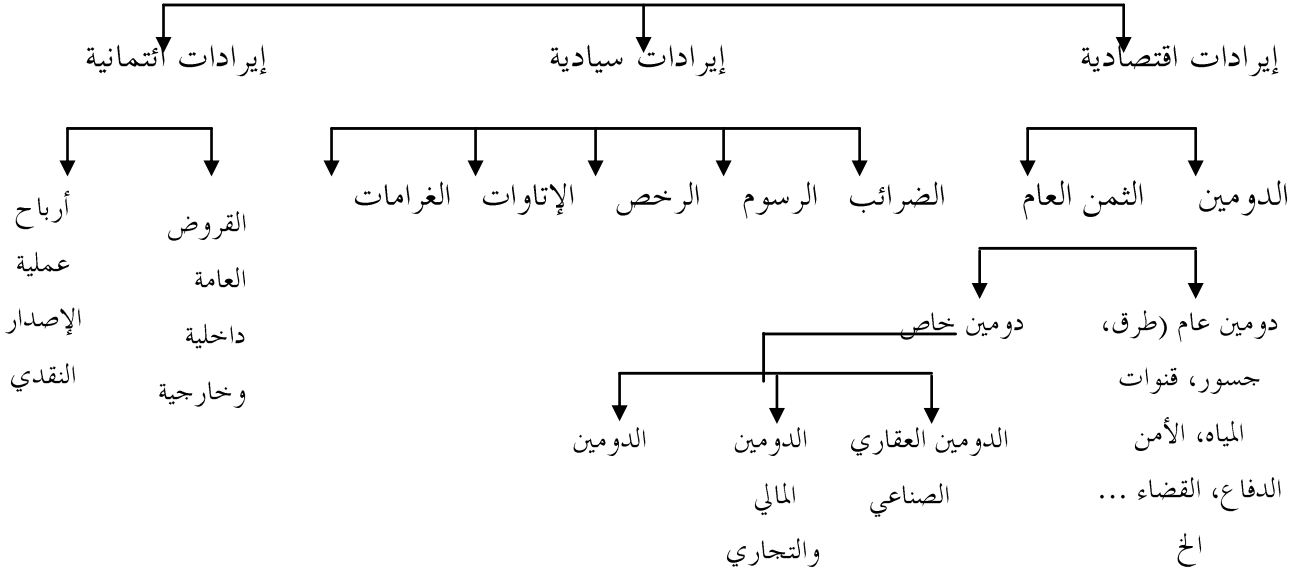 إيرادات اقتصادية
إيرادات سيادية
إيرادات ائتمانية
الدومين
الثمن العام
الضرائب
الرسوم
الرخص
الإتاوات
الغرامات
القروض
العامة
داخلية
وخارجية
أرباح
عملية
الإصدار
النقدي
دومين عام (طرق،
جسور، قنوات
المياه، الأمن
الدفاع، القضاء ...
الخ
دومين خاص
الدومين العقاري
الصناعي
الدومين
المالي
والتجاري
الدومين